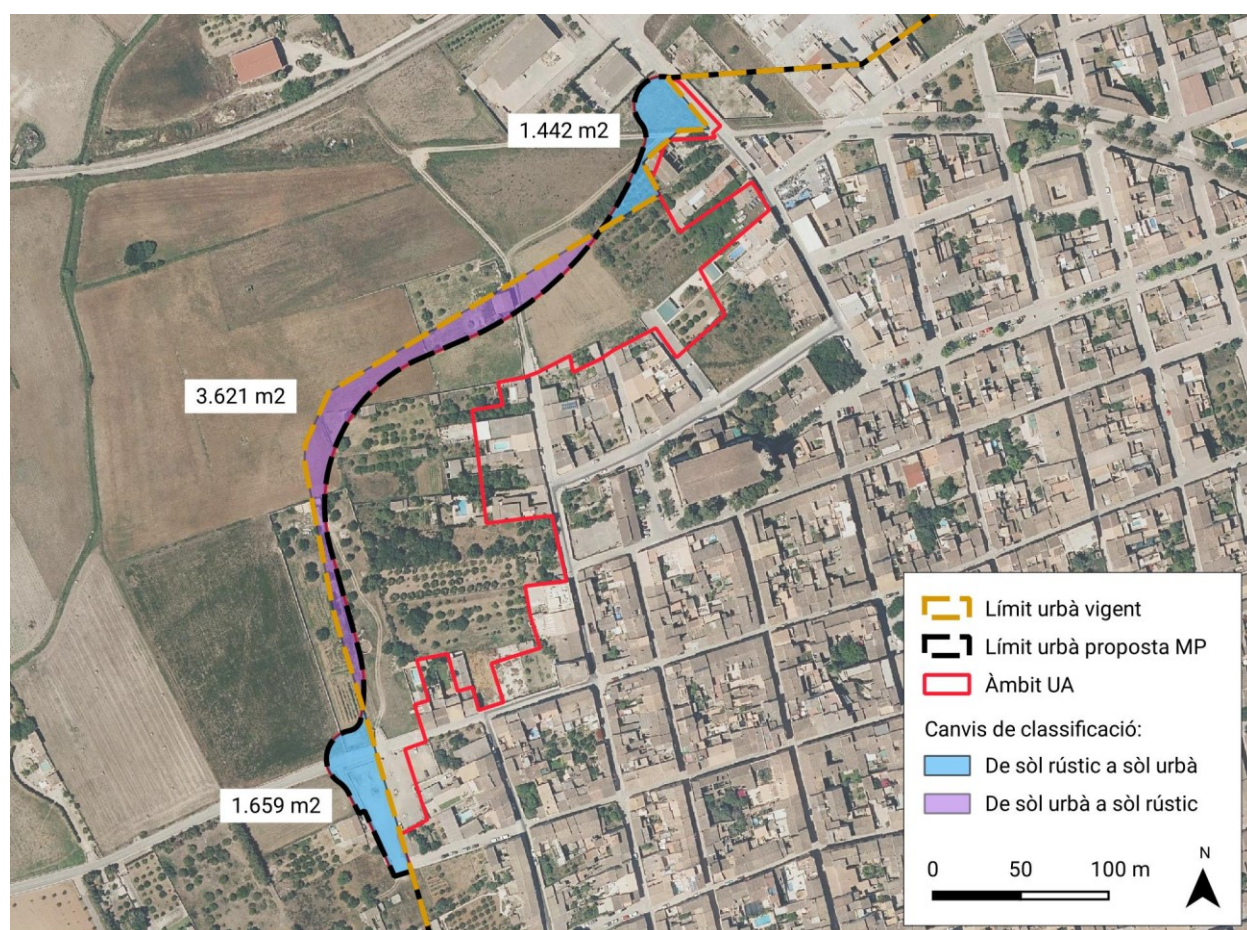 1.442 m2
3.621 m2
1.659 m2
Límit urbà vigent
Límit urbà proposta MP
Àmbit UA
Canvis de classificació:
De sòl rústic a sòl urbà
De sòl urbà a sòl rústic
0 50 100 m
N